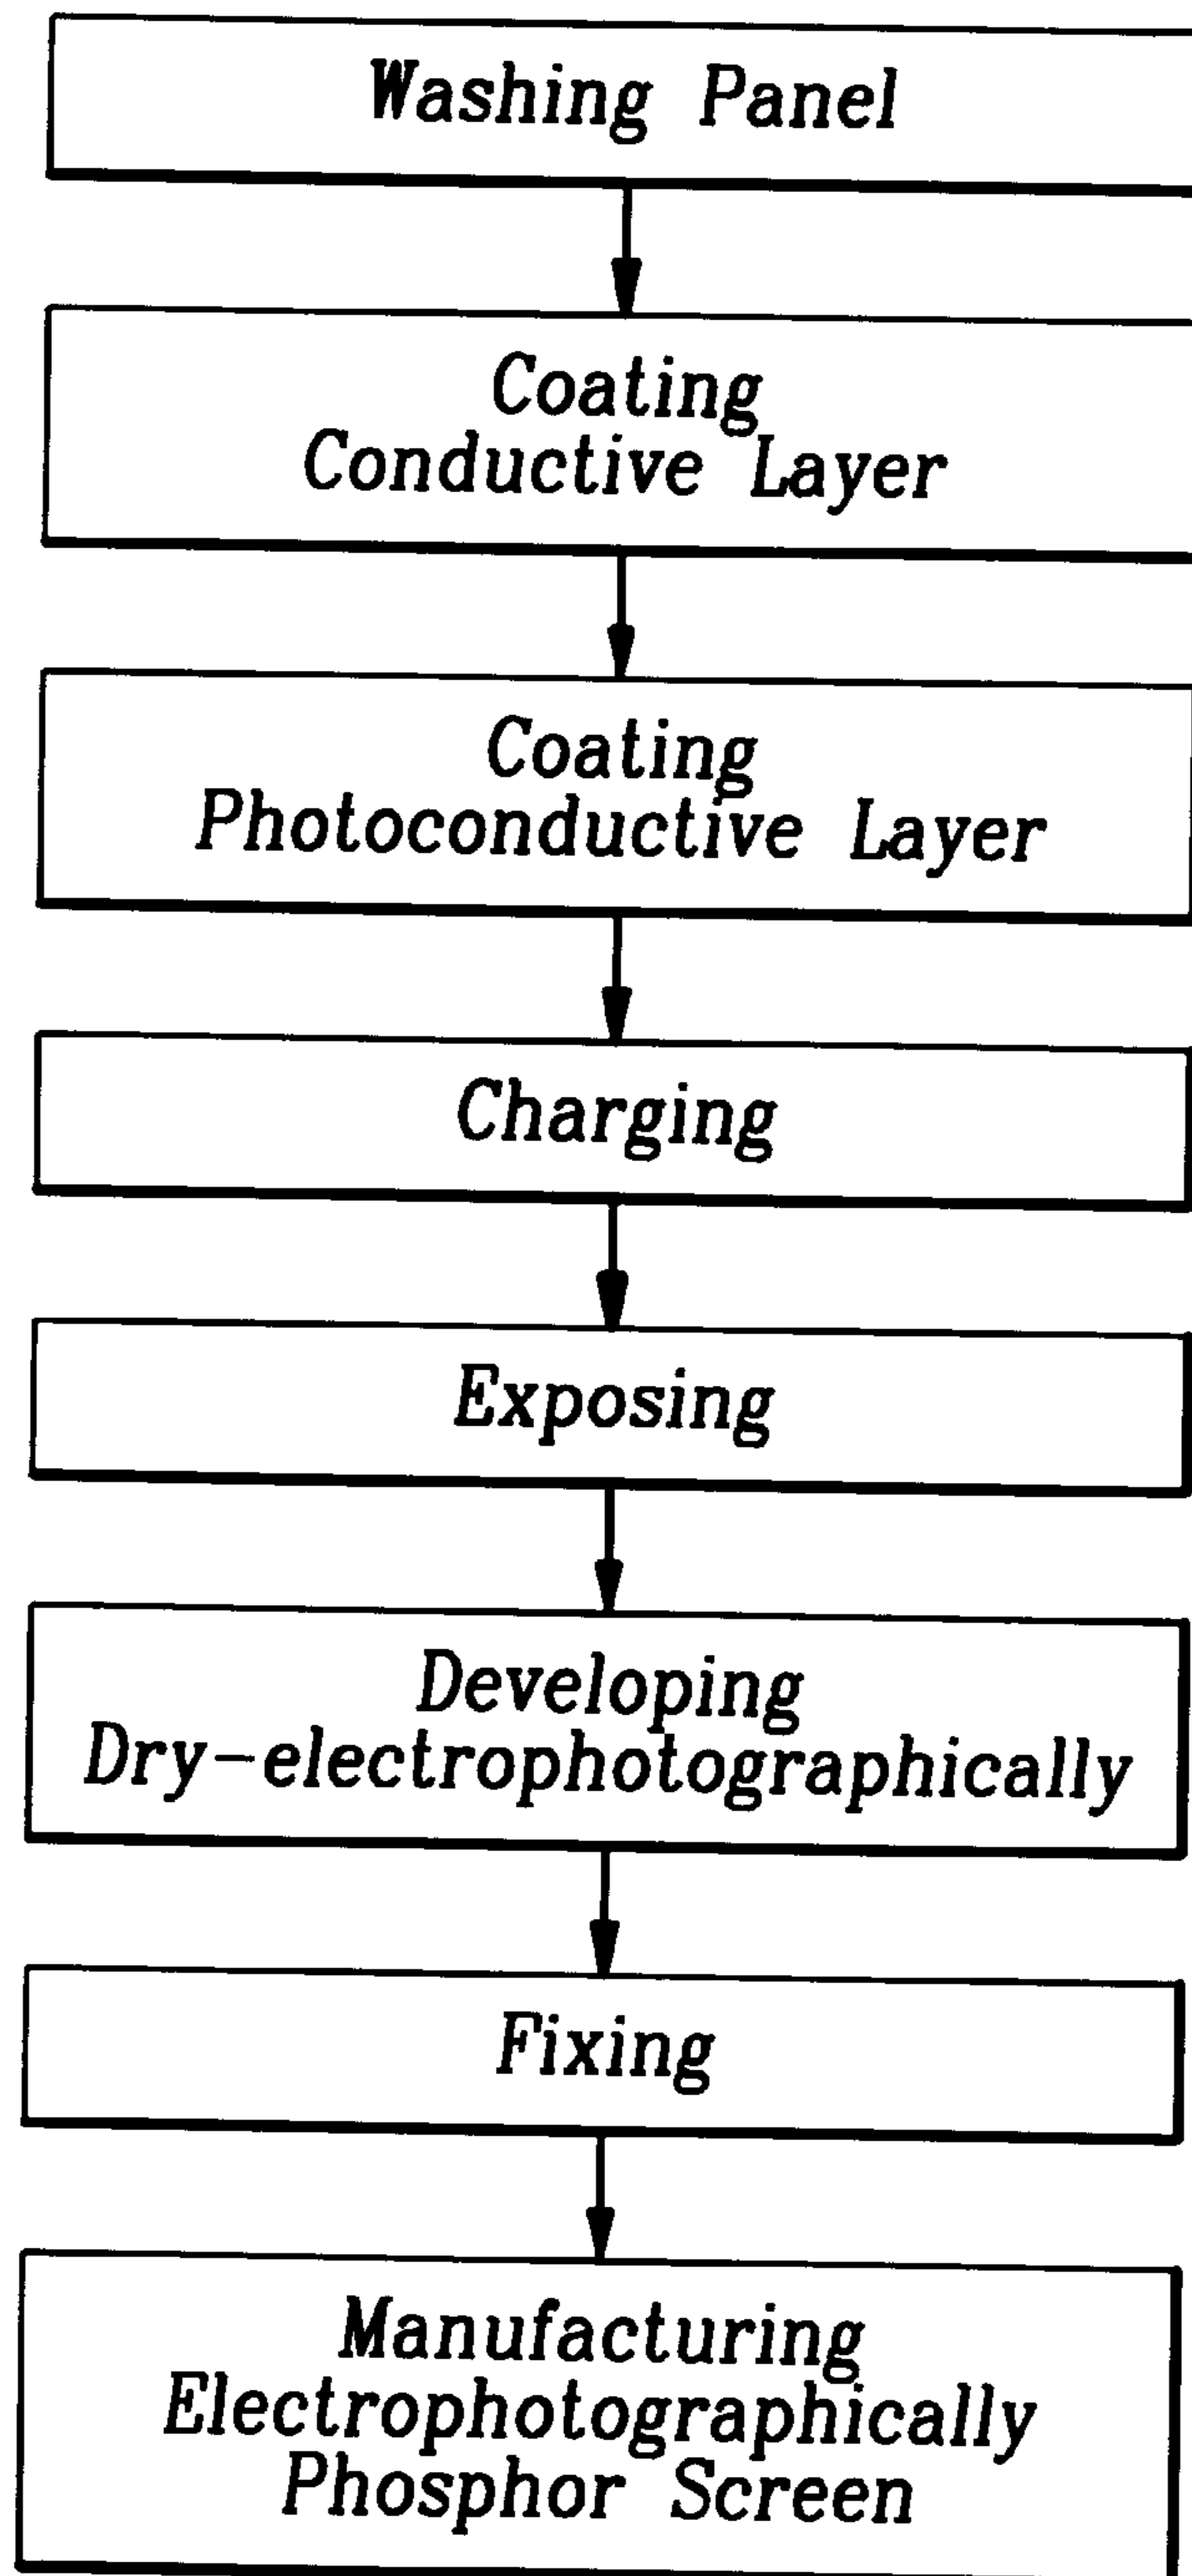 Washing Panel
Coating
Conductive Layer
Coating
Photoconductive Layer
Charging
Exposing
Developing
Dry-electrophotographically
Fixing
Manufacturing
Electrophotographically
Phosphor Screen